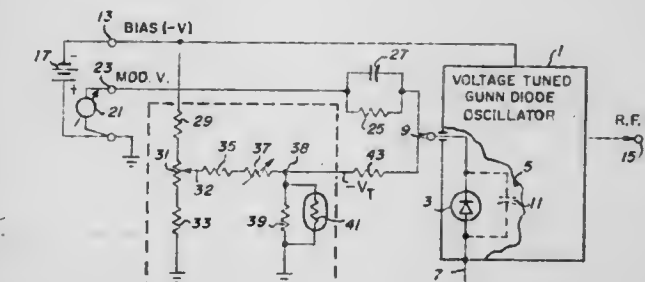 13 BIAS (-V)
17 - +
23 MOD. V.
21
27
25
29
31
32
35
37
38
33
39
41
43
-VT
9
1
VOLTAGE TUNED
GUNN DIODE
OSCILLATOR
5
3
11
7
R.F.
15